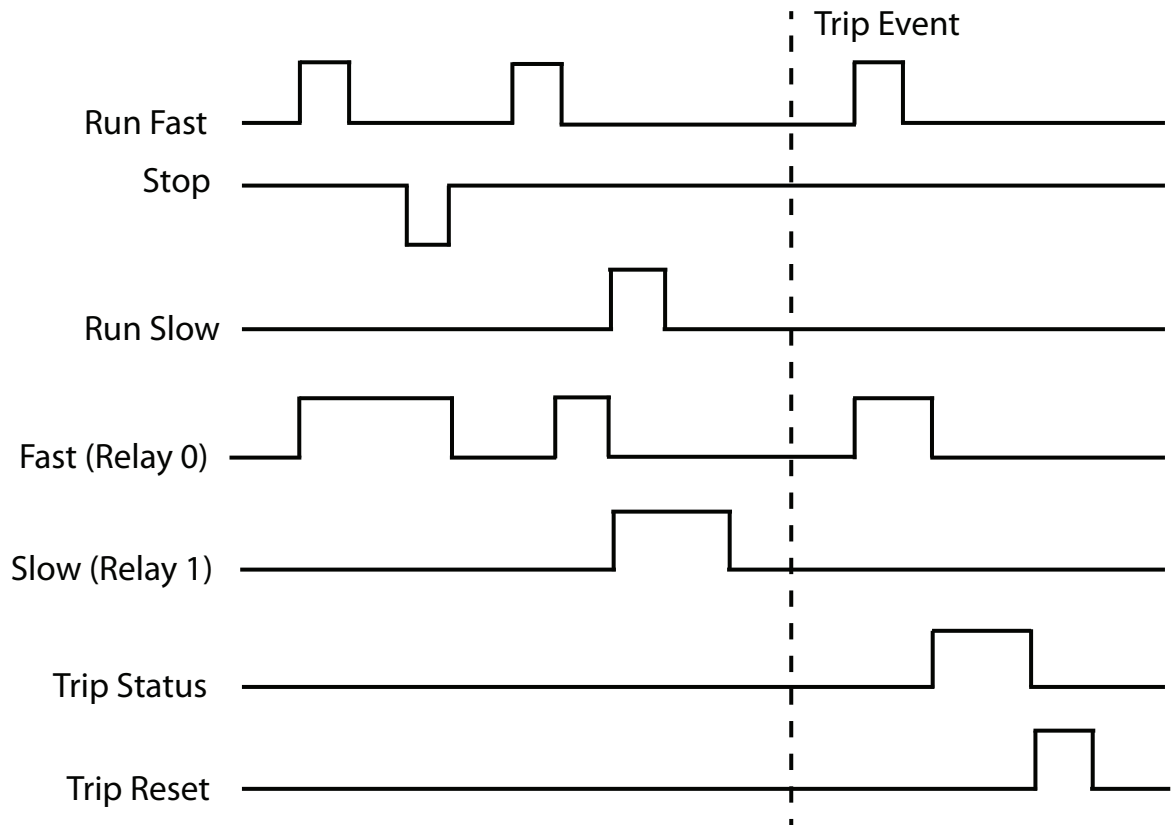 Trip Event
Run Fast
Stop
Run Slow
Fast (Relay 0)
Slow (Relay 1)
Trip Status
Trip Reset